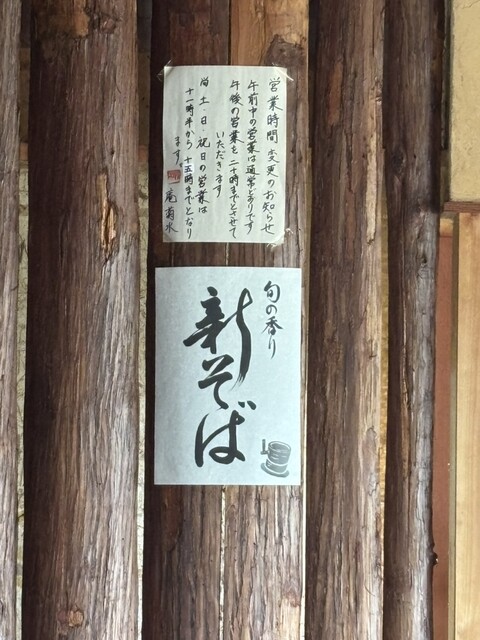 営業時間 変更のお知らせ
午前中の営業は通常どおりです
午後の営業を二十時までとさせて
いただきます
尚 土・日・祝日の営業は
十一時半から 十五時までとなり
ます。
庵 菊水
旬の香り
新そば